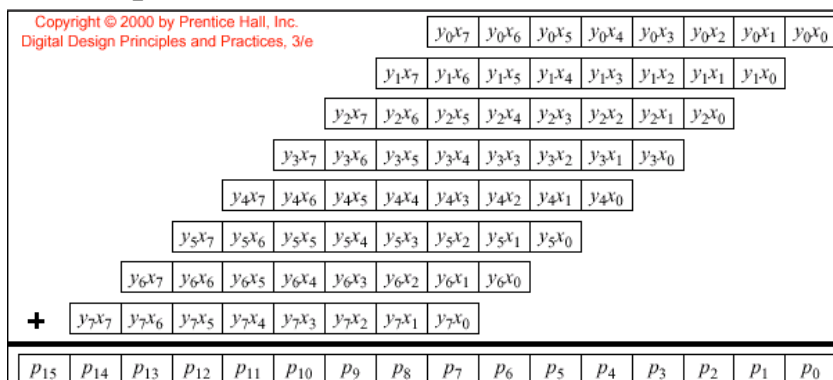 Copyright © 2000 by Prentice Hall, Inc.
Digital Design Principles and Practices, 3/e
y₀x₇ y₀x₆ y₀x₅ y₀x₄ y₀x₃ y₀x₂ y₀x₁ y₀x₀
y₁x₇ y₁x₆ y₁x₅ y₁x₄ y₁x₃ y₁x₂ y₁x₁ y₁x₀
y₂x₇ y₂x₆ y₂x₅ y₂x₄ y₂x₃ y₂x₂ y₂x₁ y₂x₀
y₃x₇ y₃x₆ y₃x₅ y₃x₄ y₃x₃ y₃x₂ y₃x₁ y₃x₀
y₄x₇ y₄x₆ y₄x₅ y₄x₄ y₄x₃ y₄x₂ y₄x₁ y₄x₀
y₅x₇ y₅x₆ y₅x₅ y₅x₄ y₅x₃ y₅x₂ y₅x₁ y₅x₀
y₆x₇ y₆x₆ y₆x₅ y₆x₄ y₆x₃ y₆x₂ y₆x₁ y₆x₀
+ y₇x₇ y₇x₆ y₇x₅ y₇x₄ y₇x₃ y₇x₂ y₇x₁ y₇x₀
p₁₅ p₁₄ p₁₃ p₁₂ p₁₁ p₁₀ p₉ p₈ p₇ p₆ p₅ p₄ p₃ p₂ p₁ p₀